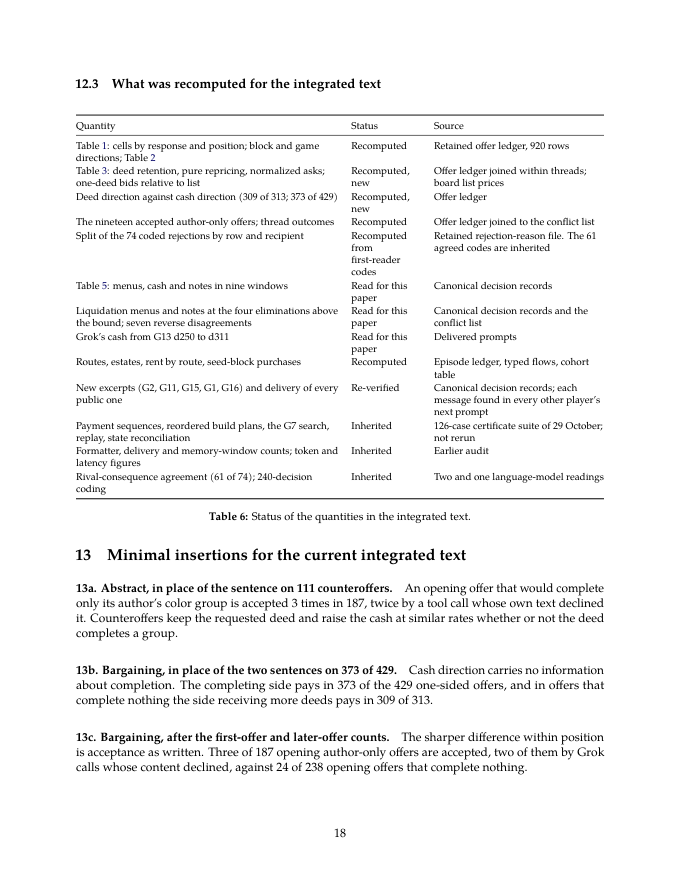 12.3 What was recomputed for the integrated text
Quantity Status Source
Table 1: cells by response and position; block and game Recomputed Retained offer ledger, 920 rows
directions; Table 2
Table 3: deed retention, pure repricing, normalized asks; Recomputed, Offer ledger joined within threads;
one-deed bids relative to list new board list prices
Deed direction against cash direction (309 of 313; 373 of 429) Recomputed, Offer ledger
new
The nineteen accepted author-only offers; thread outcomes Recomputed Offer ledger joined to the conflict list
Split of the 74 coded rejections by row and recipient Recomputed Retained rejection-reason file. The 61
from agreed codes are inherited
first-reader
codes
Table 5: menus, cash and notes in nine windows Read for this Canonical decision records
paper
Liquidation menus and notes at the four eliminations above Read for this Canonical decision records and the
the bound; seven reverse disagreements paper conflict list
Grok's cash from G13 d250 to d311 Read for this Delivered prompts
paper
Routes, estates, rent by route, seed-block purchases Recomputed Episode ledger, typed flows, cohort
table
New excerpts (G2, G11, G15, G1, G16) and delivery of every Re-verified Canonical decision records; each
public one message found in every other player's
next prompt
Payment sequences, reordered build plans, the G7 search, Inherited 126-case certificate suite of 29 October;
replay, state reconciliation not rerun
Formatter, delivery and memory-window counts; token and Inherited Earlier audit
latency figures
Rival-consequence agreement (61 of 74); 240-decision Inherited Two and one language-model readings
coding
Table 6: Status of the quantities in the integrated text.
13 Minimal insertions for the current integrated text
13a. Abstract, in place of the sentence on 111 counteroffers. An opening offer that would complete
only its author's color group is accepted 3 times in 187, twice by a tool call whose own text declined
it. Counteroffers keep the requested deed and raise the cash at similar rates whether or not the deed
completes a group.
13b. Bargaining, in place of the two sentences on 373 of 429. Cash direction carries no information
about completion. The completing side pays in 373 of the 429 one-sided offers, and in offers that
complete nothing the side receiving more deeds pays in 309 of 313.
13c. Bargaining, after the first-offer and later-offer counts. The sharper difference within position
is acceptance as written. Three of 187 opening author-only offers are accepted, two of them by Grok
calls whose content declined, against 24 of 238 opening offers that complete nothing.
18